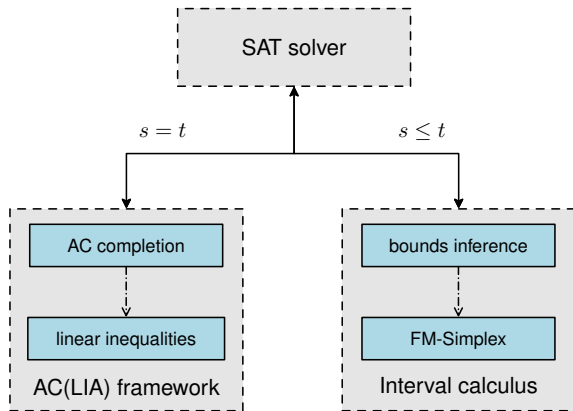 SAT solver
s = t
s ≤ t
AC completion
linear inequalities
AC(LIA) framework
bounds inference
FM-Simplex
Interval calculus